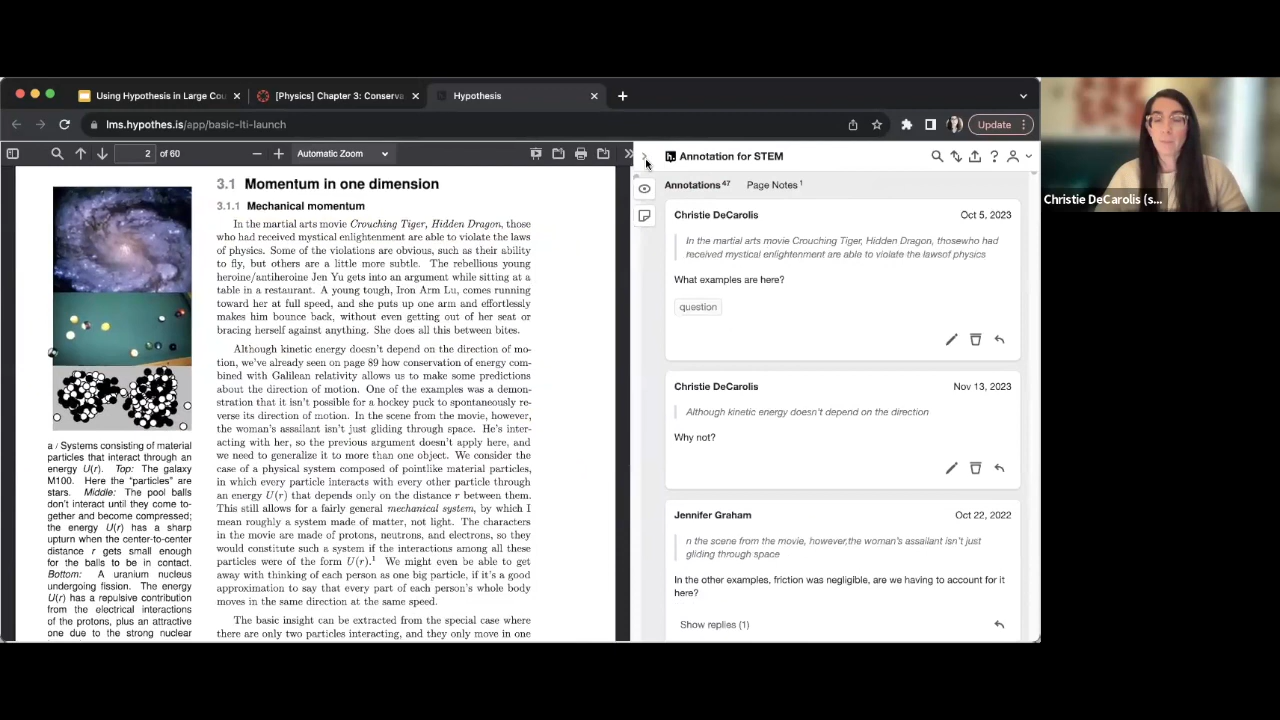 Using Hypothesis in Large Cou
[Physics] Chapter 3: Conserva
Hypothesis
lms.hypothes.is/app/basic-lti-launch
Update
2 of 60
Automatic Zoom
3.1 Momentum in one dimension
3.1.1 Mechanical momentum
In the martial arts movie Crouching Tiger, Hidden Dragon, those
who had received mystical enlightenment are able to violate the laws
of physics. Some of the violations are obvious, such as their ability
to fly, but others are a little more subtle. The rebellious young
heroine/antiheroine Jen Yu gets into an argument while sitting at a
table in a restaurant. A young tough, Iron Arm Lu, comes running
toward her at full speed, and she puts up one arm and effortlessly
makes him bounce back, without even getting out of her seat or
bracing herself against anything. She does all this between bites.
Although kinetic energy doesn't depend on the direction of mo-
tion, we've already seen on page 89 how conservation of energy com-
bined with Galilean relativity allows us to make some predictions
about the direction of motion. One of the examples was a demon-
stration that it isn't possible for a hockey puck to spontaneously re-
verse its direction of motion. In the scene from the movie, however,
the woman's assailant isn't just gliding through space. He's inter-
acting with her, so the previous argument doesn't apply here, and
we need to generalize it to more than one object. We consider the
case of a physical system composed of pointlike material particles,
in which every particle interacts with every other particle through
an energy U(r) that depends only on the distance r between them.
This still allows for a fairly general mechanical system, by which I
mean roughly a system made of matter, not light. The characters
in the movie are made of protons, neutrons, and electrons, so they
would constitute such a system if the interactions among all these
particles were of the form U(r).1 We might even be able to get
away with thinking of each person as one big particle, if it's a good
approximation to say that every part of each person's whole body
moves in the same direction at the same speed.
The basic insight can be extracted from the special case where
there are only two particles interacting, and they only move in one
a / Systems consisting of material
particles that interact through an
energy U(r). Top: The galaxy
M100. Here the "particles" are
stars. Middle: The pool balls
don't interact until they come to-
gether and become compressed;
the energy U(r) has a sharp
upturn when the center-to-center
distance r gets small enough
for the balls to be in contact.
Bottom: A uranium nucleus
undergoing fission. The energy
U(r) has a repulsive contribution
from the electrical interactions
of the protons, plus an attractive
one due to the strong nuclear
h. Annotation for STEM
Annotations 47 Page Notes 1
Christie DeCarolis Oct 5, 2023
In the martial arts movie Crouching Tiger, Hidden Dragon, thosewho had
received mystical enlightenment are able to violate the lawsof physics
What examples are here?
question
Christie DeCarolis Nov 13, 2023
Although kinetic energy doesn't depend on the direction
Why not?
Jennifer Graham Oct 22, 2022
n the scene from the movie, however,the woman's assailant isn't just
gliding through space
In the other examples, friction was negligible, are we having to account for it
here?
Show replies (1)
Christie DeCarolis (s...